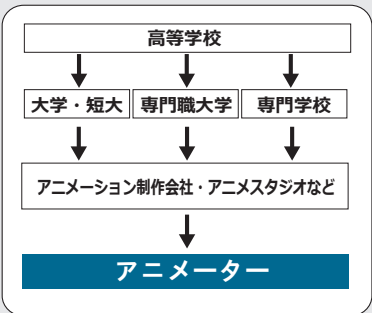 高等学校
大学・短大
専門職大学
専門学校
アニメーション制作会社・アニメスタジオなど
アニメーター